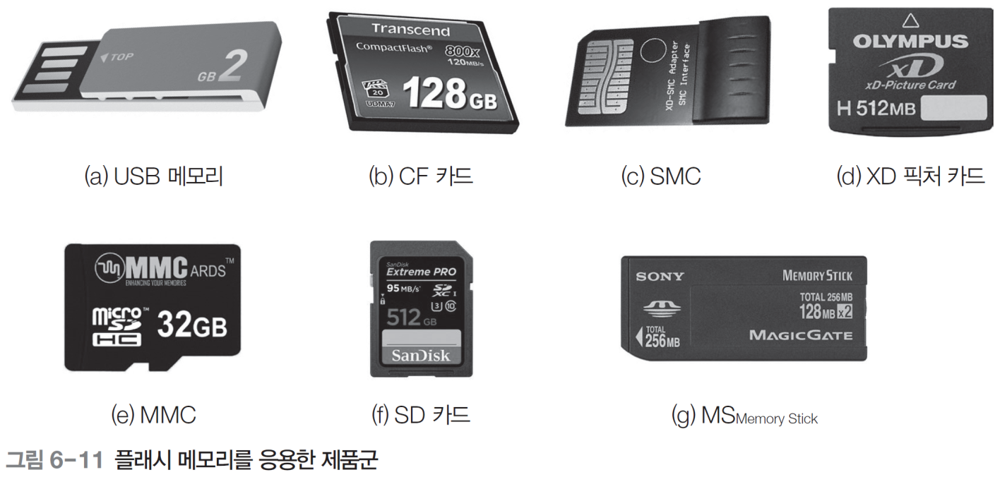 TOP
GB 2
Transcend
CompactFlash® 800x
120MB/s
20
UDMA7
128GB
XD-SMC Adapter
SMC Interface
OLYMPUS
xD
xD-Picture Card
H 512MB
(a) USB 메모리
(b) CF 카드
(c) SMC
(d) XD 픽처 카드
MMCARDS™
ENHANCING YOUR MEMORIES
micro SD HC™
32GB
SanDisk
Extreme PRO
95 MB/s*
SD XC I
U3 10
512 GB
SanDisk
SONY
MEMORY STICK
TOTAL 256MB
128MB x2
TOTAL
256MB
MAGICGATE
(e) MMC
(f) SD 카드
(g) MS Memory Stick
그림 6-11 플래시 메모리를 응용한 제품군